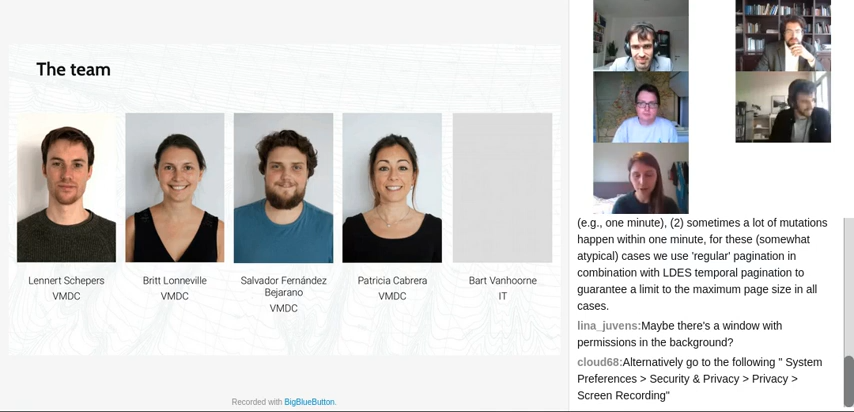 The team
Lennert Schepers
VMDC
Britt Lonneville
VMDC
Salvador Fernández
Bejarano
VMDC
Patricia Cabrera
VMDC
Bart Vanhoorne
IT
Recorded with BigBlueButton.
(e.g., one minute), (2) sometimes a lot of mutations
happen within one minute, for these (somewhat
atypical) cases we use 'regular' pagination in
combination with LDES temporal pagination to
guarantee a limit to the maximum page size in all
cases.
lina_juvens:Maybe there's a window with
permissions in the background?
cloud68:Alternatively go to the following " System
Preferences > Security & Privacy > Privacy >
Screen Recording"